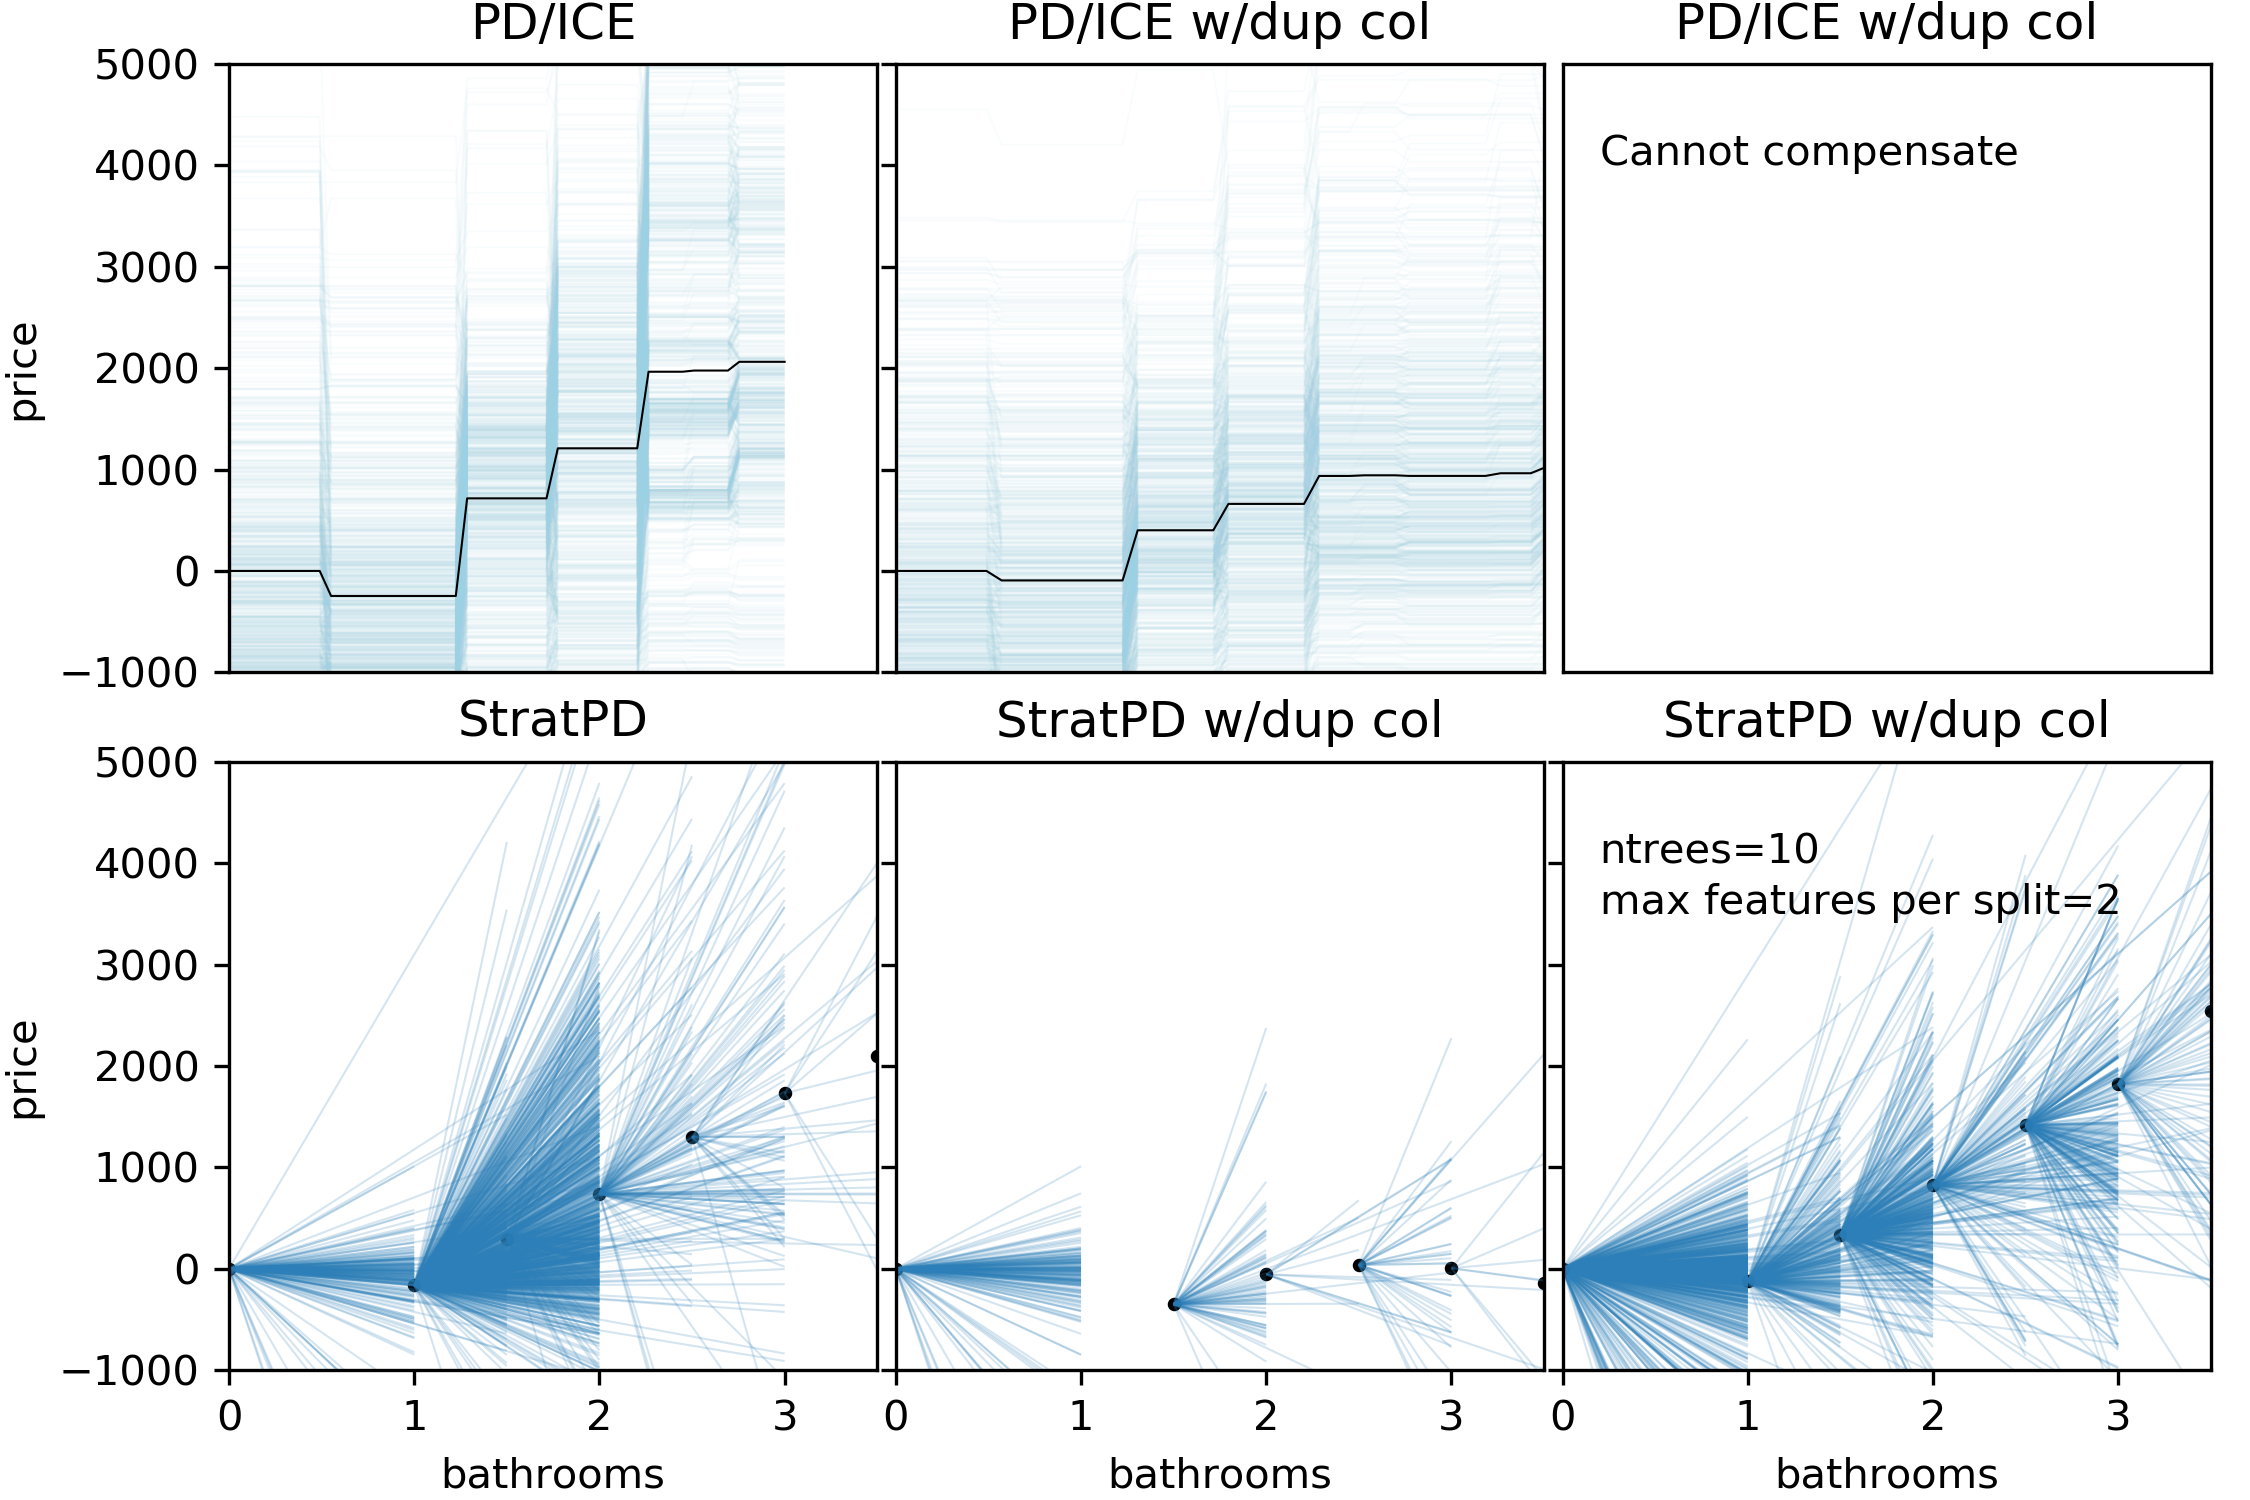 PD/ICE
PD/ICE w/dup col
PD/ICE w/dup col
5000
4000
3000
2000
1000
0
−1000
price
Cannot compensate
StratPD
StratPD w/dup col
StratPD w/dup col
5000
4000
3000
2000
1000
0
−1000
price
ntrees=10
max features per split=2
0 1 2 3
0 1 2 3
0 1 2 3
bathrooms
bathrooms
bathrooms